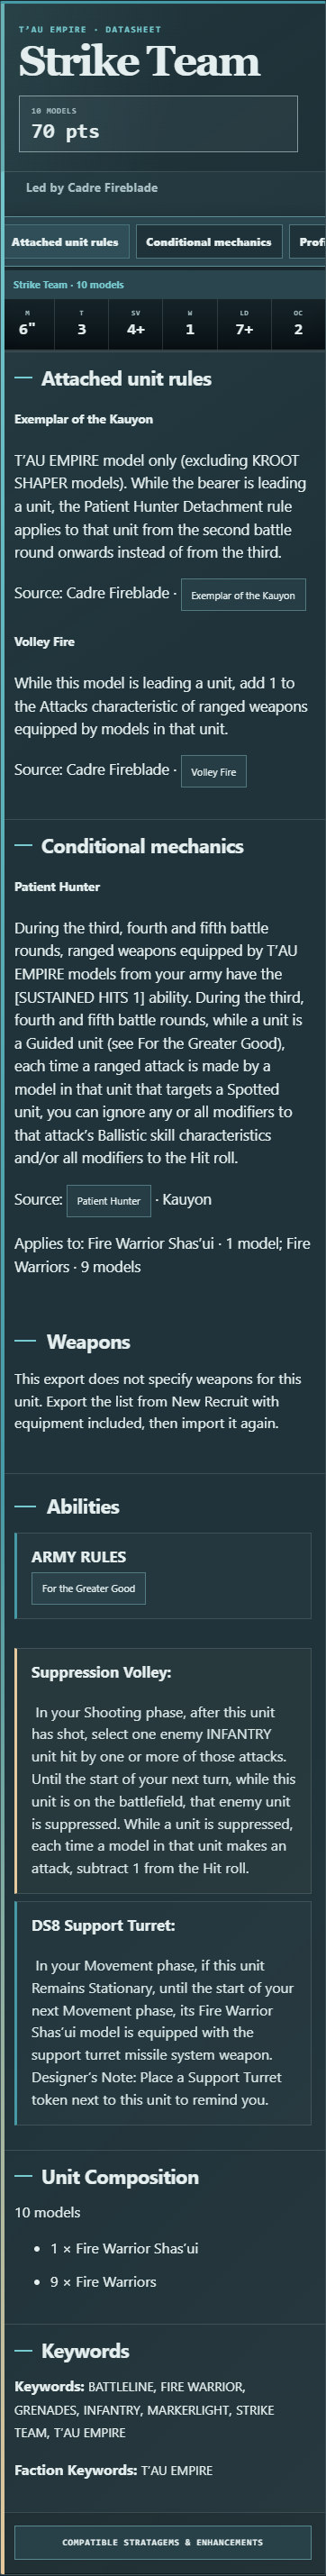 T'AU EMPIRE · DATASHEET
Strike Team
10 MODELS
70 pts
Led by Cadre Fireblade
Attached unit rules
Conditional mechanics
Profi
Strike Team · 10 models
M T SV W LD OC
6" 3 4+ 1 7+ 2
Attached unit rules
Exemplar of the Kauyon
T'AU EMPIRE model only (excluding KROOT
SHAPER models). While the bearer is leading
a unit, the Patient Hunter Detachment rule
applies to that unit from the second battle
round onwards instead of from the third.
Source: Cadre Fireblade · Exemplar of the Kauyon
Volley Fire
While this model is leading a unit, add 1 to
the Attacks characteristic of ranged weapons
equipped by models in that unit.
Source: Cadre Fireblade · Volley Fire
Conditional mechanics
Patient Hunter
During the third, fourth and fifth battle
rounds, ranged weapons equipped by T'AU
EMPIRE models from your army have the
[SUSTAINED HITS 1] ability. During the third,
fourth and fifth battle rounds, while a unit is
a Guided unit (see For the Greater Good),
each time a ranged attack is made by a
model in that unit that targets a Spotted
unit, you can ignore any or all modifiers to
that attack's Ballistic skill characteristics
and/or all modifiers to the Hit roll.
Source: Patient Hunter · Kauyon
Applies to: Fire Warrior Shas'ui · 1 model; Fire
Warriors · 9 models
Weapons
This export does not specify weapons for this
unit. Export the list from New Recruit with
equipment included, then import it again.
Abilities
ARMY RULES
For the Greater Good
Suppression Volley:
In your Shooting phase, after this unit
has shot, select one enemy INFANTRY
unit hit by one or more of those attacks.
Until the start of your next turn, while this
unit is on the battlefield, that enemy unit
is suppressed. While a unit is suppressed,
each time a model in that unit makes an
attack, subtract 1 from the Hit roll.
DS8 Support Turret:
In your Movement phase, if this unit
Remains Stationary, until the start of your
next Movement phase, its Fire Warrior
Shas'ui model is equipped with the
support turret missile system weapon.
Designer's Note: Place a Support Turret
token next to this unit to remind you.
Unit Composition
10 models
• 1 × Fire Warrior Shas'ui
• 9 × Fire Warriors
Keywords
Keywords: BATTLELINE, FIRE WARRIOR,
GRENADES, INFANTRY, MARKERLIGHT, STRIKE
TEAM, T'AU EMPIRE
Faction Keywords: T'AU EMPIRE
COMPATIBLE STRATAGEMS & ENHANCEMENTS